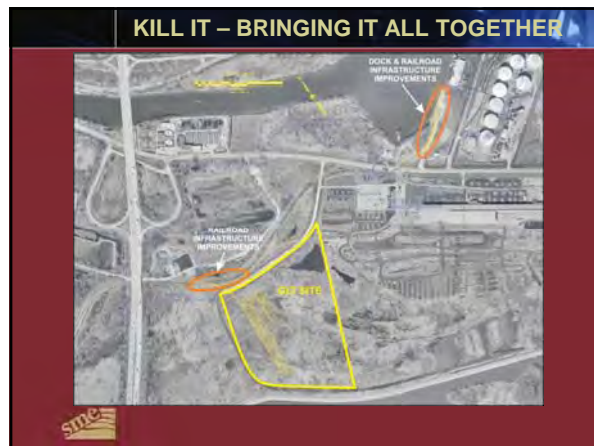 KILL IT – BRINGING IT ALL TOGETHER
DOCK & RAILROAD
INFRASTRUCTURE
IMPROVEMENTS
RAILROAD
INFRASTRUCTURE
IMPROVEMENTS
SITE
sme